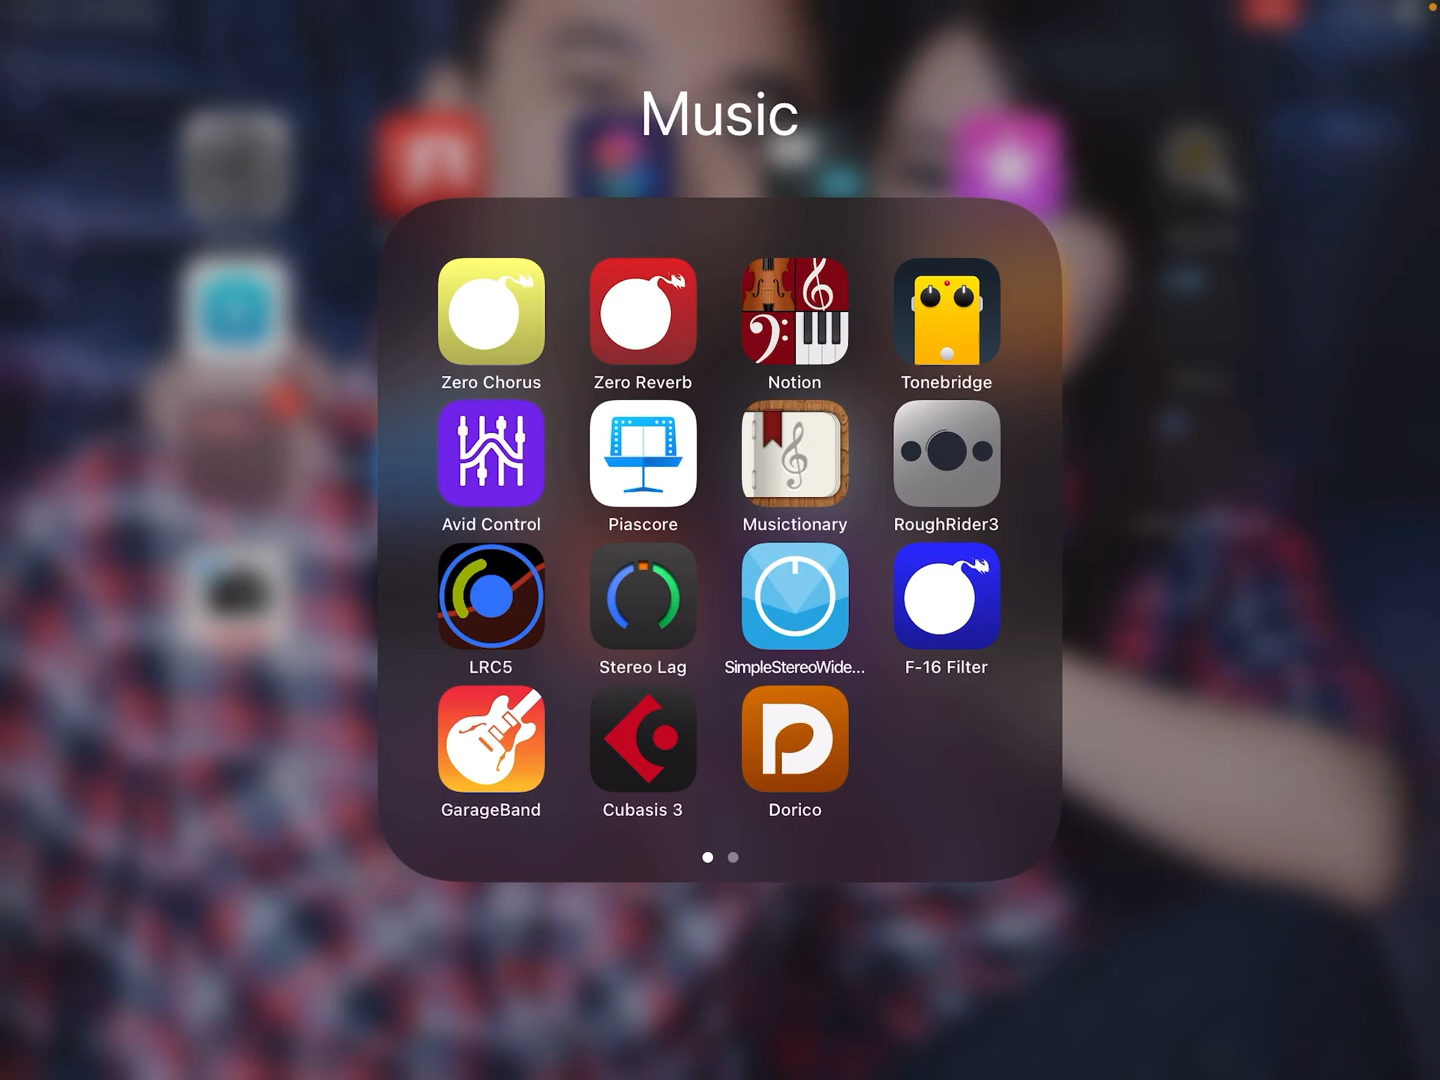 Music
Zero Chorus
Zero Reverb
Notion
Tonebridge
Avid Control
Piascore
Musictionary
RoughRider3
LRC5
Stereo Lag
SimpleStereoWide...
F-16 Filter
GarageBand
Cubasis 3
Dorico